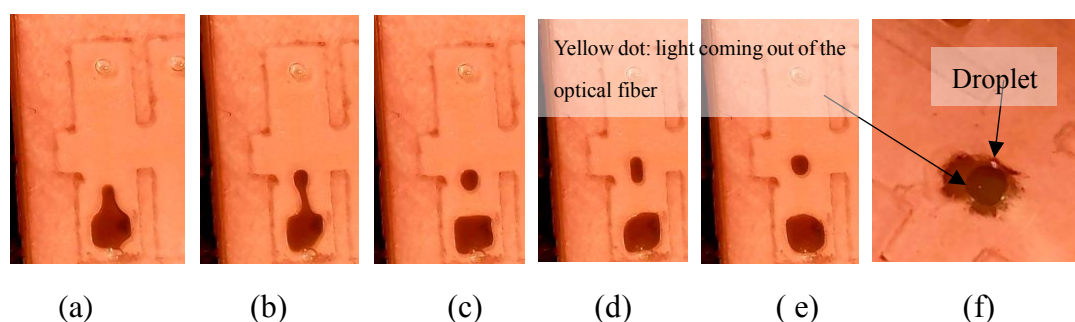 Yellow dot: light coming out of the
optical fiber
Droplet
(a)
(b)
(c)
(d)
( e)
(f)